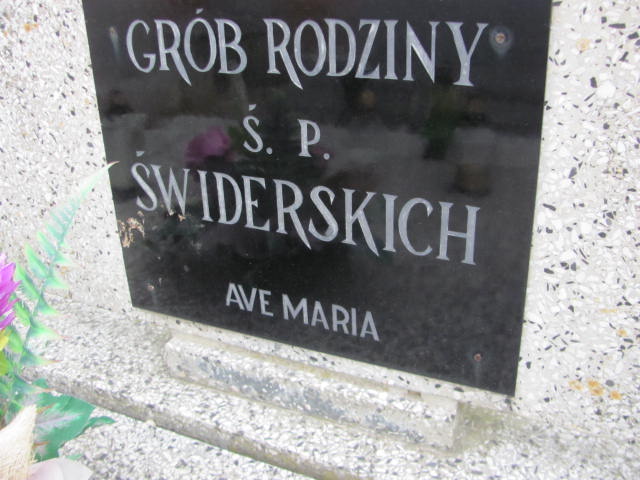 GRÓB RODZINY
Ś. P.
ŚWIDERSKICH
AVE MARIA